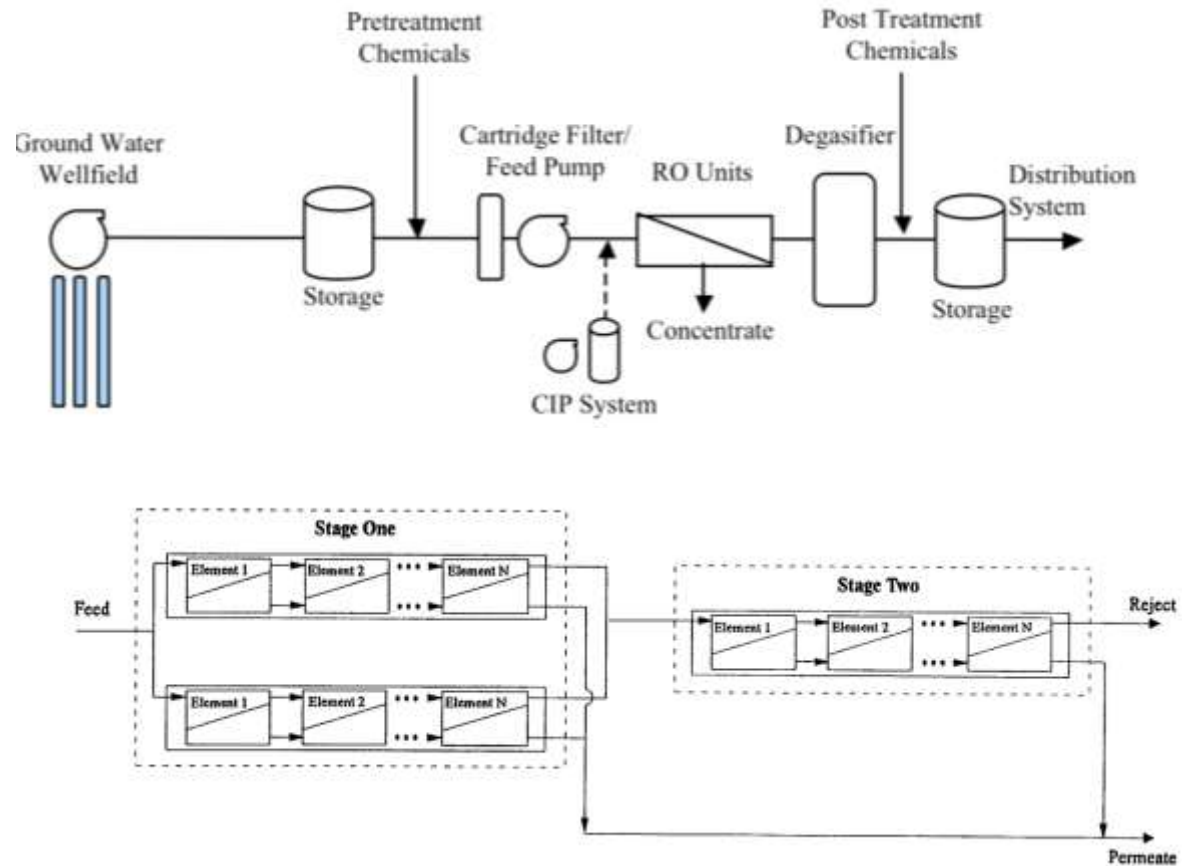 Pretreatment
Chemicals
Post Treatment
Chemicals
Ground Water
Wellfield
Cartridge Filter/
Feed Pump
RO Units
Degasifier
Distribution
System
Storage
Concentrate
Storage
CIP System
Stage One
Element 1
Element 2
Element N
Feed
Stage Two
Element 1
Element 2
Element N
Reject
Element 1
Element 2
Element N
Permeate